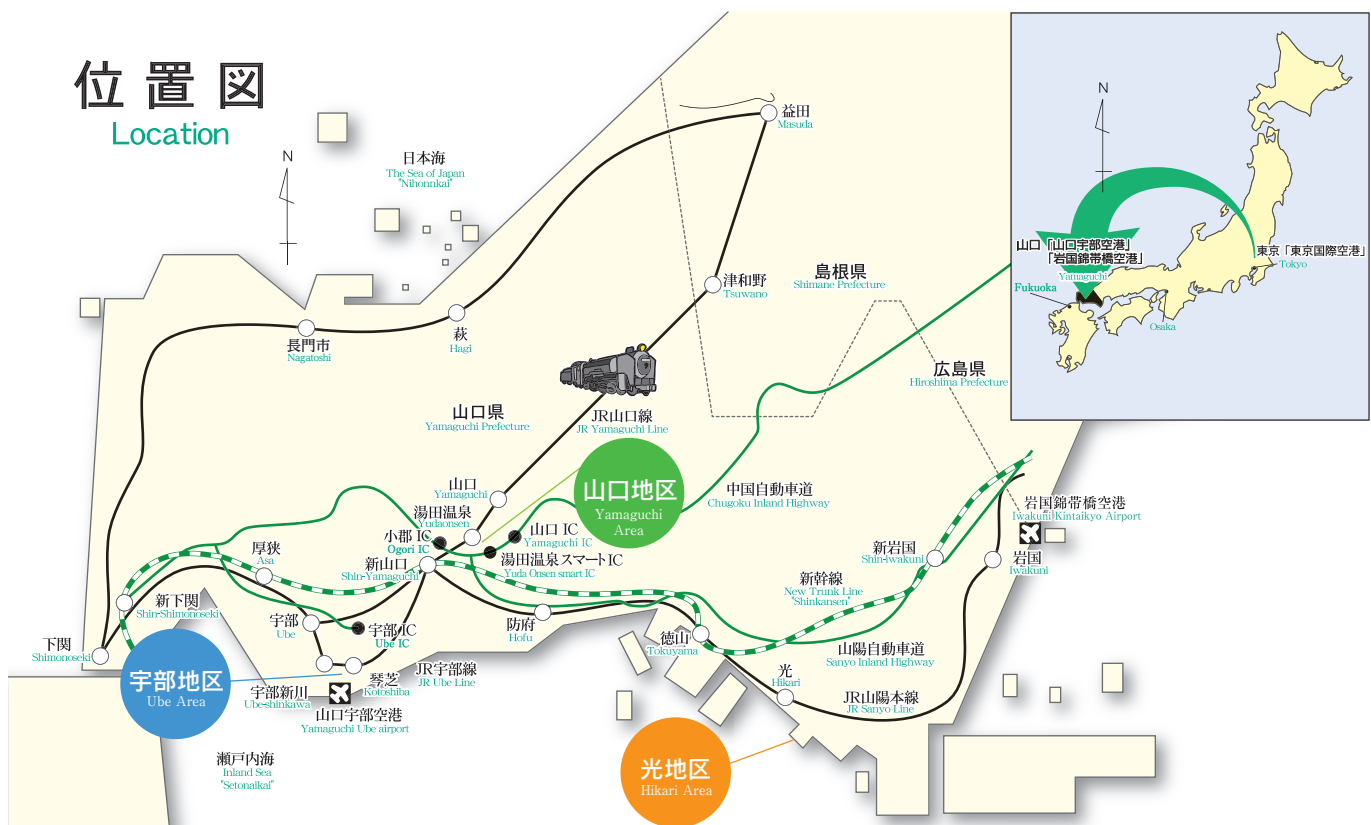 位置図
Location
N
日本海
The Sea of Japan
"Nihonnkai"
益田
Masuda
津和野
Tsuwano
島根県
Shimane Prefecture
広島県
Hiroshima Prefecture
長門市
Nagatoshi
萩
Hagi
山口県
Yamaguchi Prefecture
JR山口線
JR Yamaguchi Line
山口地区
Yamaguchi
Area
中国自動車道
Chugoku Inland Highway
山口
Yamaguchi
湯田温泉
Yudaonsen
小郡 IC
Ogori IC
山口 IC
Yamaguchi IC
湯田温泉スマートIC
Yuda Onsen smart IC
新山口
Shin-Yamaguchi
厚狭
Asa
新下関
Shin-Shimonoseki
下関
Shimonoseki
宇部
Ube
宇部 IC
Ube IC
宇部地区
Ube Area
宇部新川
Ube-shinkawa
琴芝
Kotoshiba
JR宇部線
JR Ube Line
山口宇部空港
Yamaguchi Ube airport
瀬戸内海
Inland Sea
"Setonaikai"
防府
Hofu
徳山
Tokuyama
新幹線
New Trunk Line
"Shinkansen"
新岩国
Shin-iwakuni
岩国錦帯橋空港
Iwakuni Kintaikyo Airport
岩国
Iwakuni
山陽自動車道
Sanyo Inland Highway
光
Hikari
JR山陽本線
JR Sanyo Line
光地区
Hikari Area
N
山口「山口宇部空港」
「岩国錦帯橋空港」
Yamaguchi
東京「東京国際空港」
Tokyo
Fukuoka
Osaka